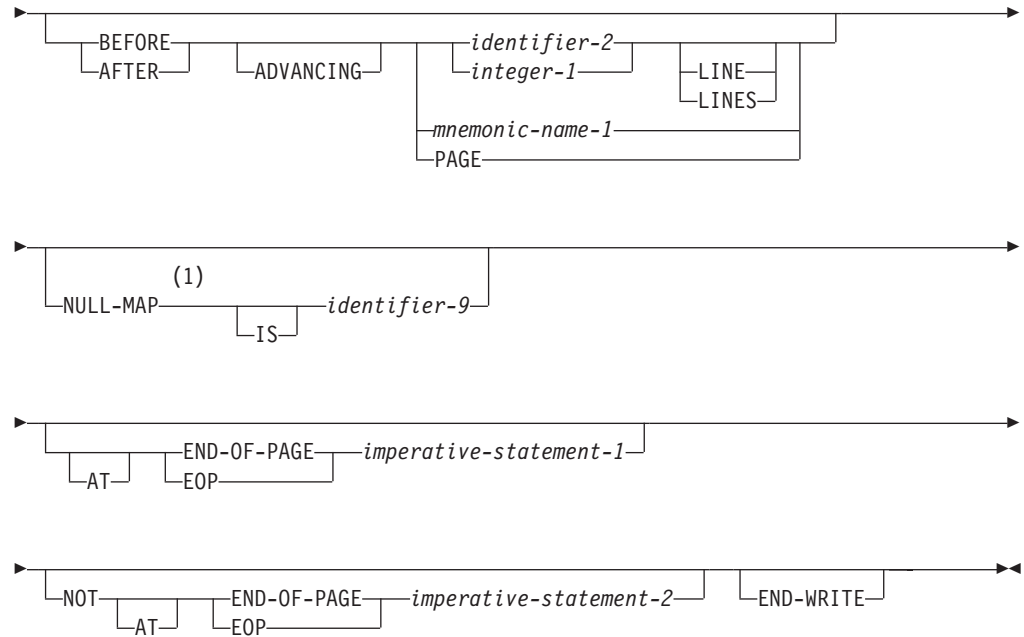 BEFORE ADVANCING identifier-2 LINE
AFTER integer-1 LINES
mnemonic-name-1
PAGE
(1)
NULL-MAP IS identifier-9
AT END-OF-PAGE imperative-statement-1
EOP
NOT AT END-OF-PAGE imperative-statement-2 END-WRITE
EOP